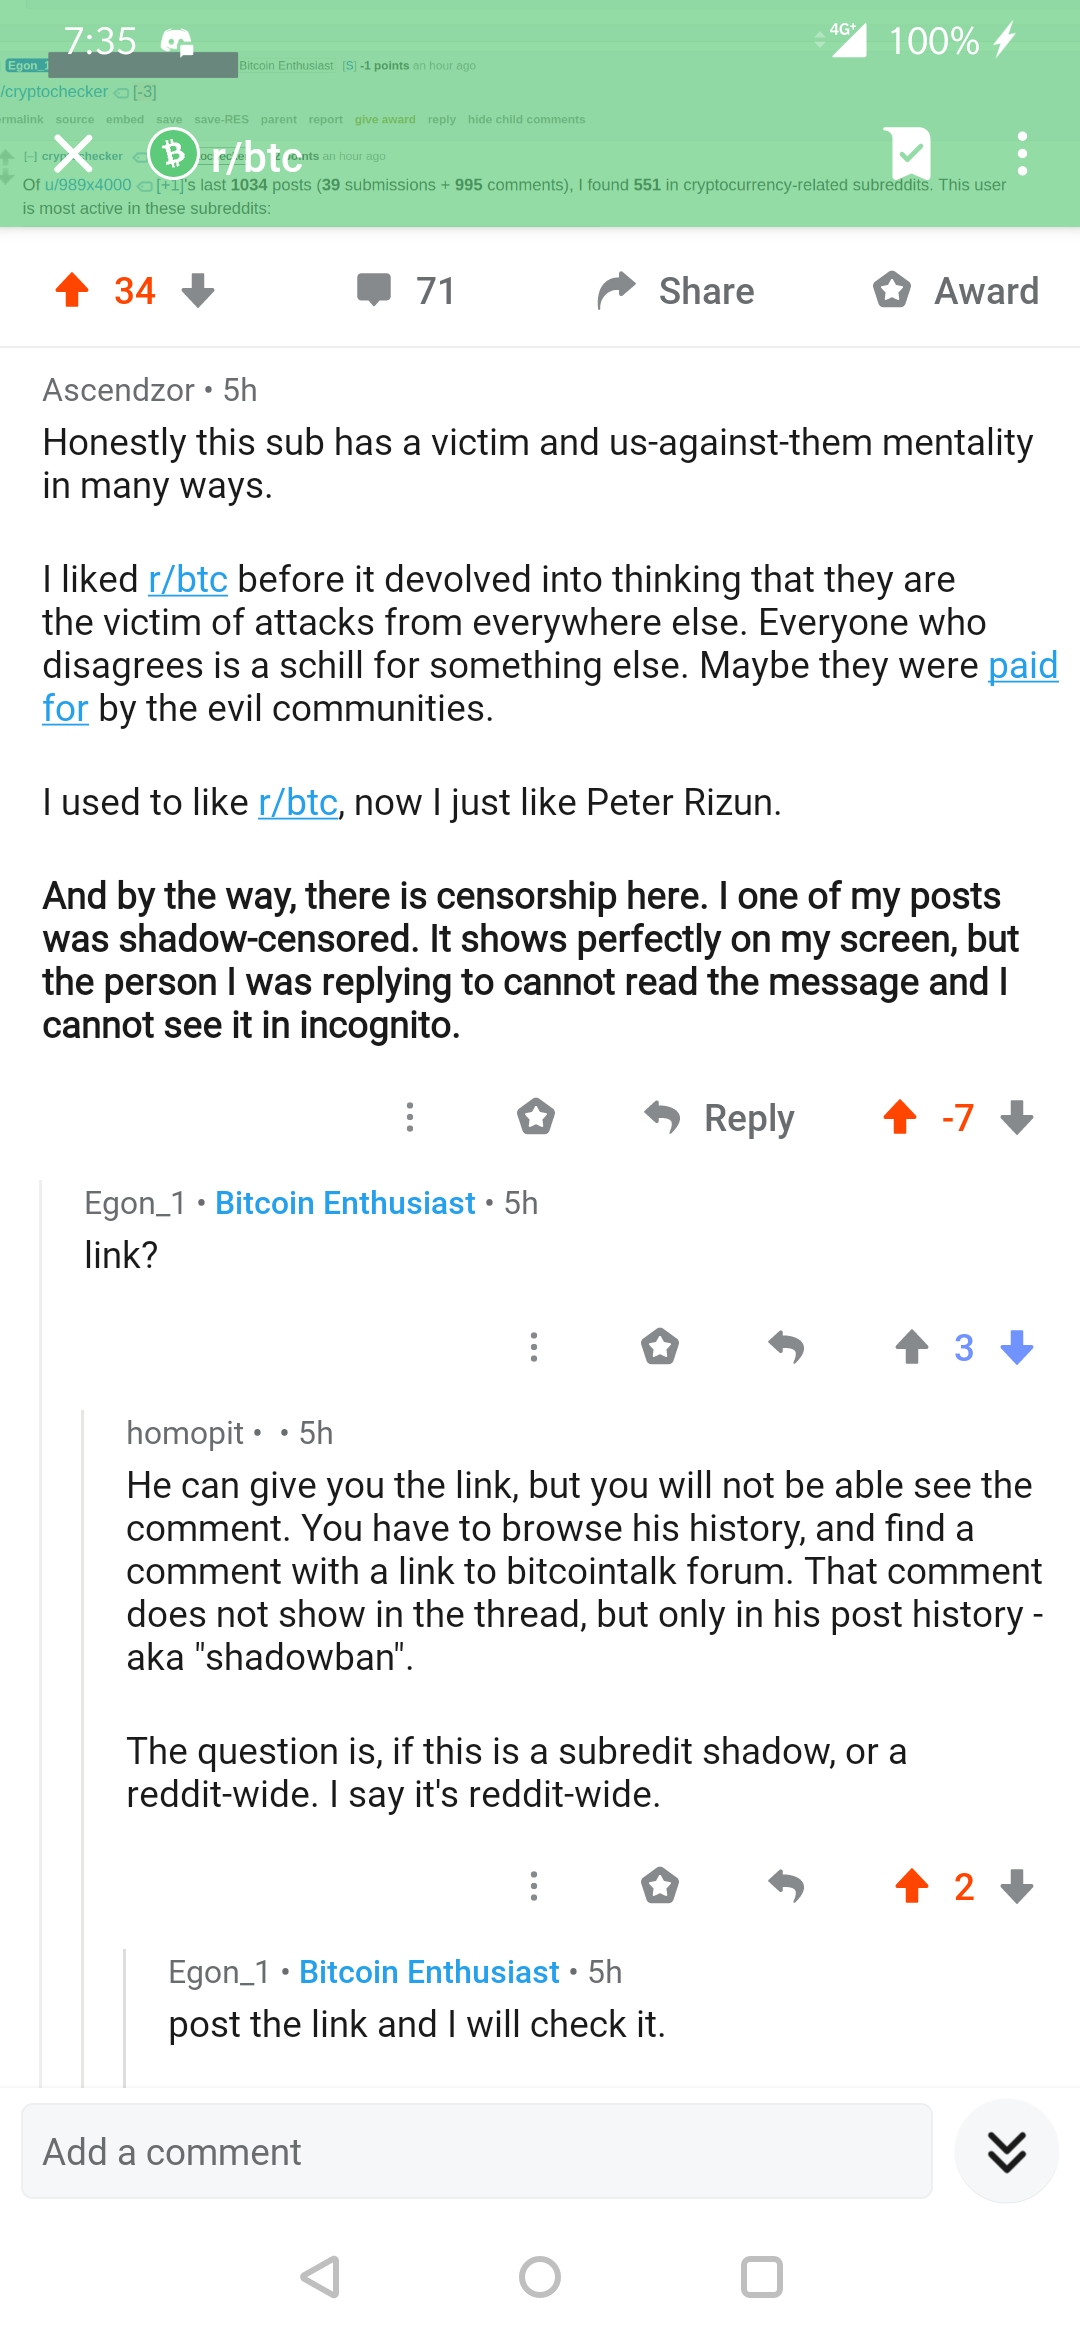 7:35
4G+
100%
Egon_1
Bitcoin Enthusiast [S] -1 points an hour ago
/cryptochecker [-3]
rmalink source embed save save-RES parent report give award reply hide child comments
r/btc
[-]
points an hour ago
Of u/989x4000 [+1]'s last 1034 posts (39 submissions + 995 comments), I found 551 in cryptocurrency-related subreddits. This user
is most active in these subreddits:
34
71
Share
Award
Ascendzor • 5h
Honestly this sub has a victim and us-against-them mentality
in many ways.
I liked r/btc before it devolved into thinking that they are
the victim of attacks from everywhere else. Everyone who
disagrees is a schill for something else. Maybe they were paid
for by the evil communities.
I used to like r/btc, now I just like Peter Rizun.
And by the way, there is censorship here. I one of my posts
was shadow-censored. It shows perfectly on my screen, but
the person I was replying to cannot read the message and I
cannot see it in incognito.
Reply
-7
Egon_1 • Bitcoin Enthusiast • 5h
link?
3
homopit • • 5h
He can give you the link, but you will not be able see the
comment. You have to browse his history, and find a
comment with a link to bitcointalk forum. That comment
does not show in the thread, but only in his post history -
aka "shadowban".
The question is, if this is a subredit shadow, or a
reddit-wide. I say it's reddit-wide.
2
Egon_1 • Bitcoin Enthusiast • 5h
post the link and I will check it.
Add a comment